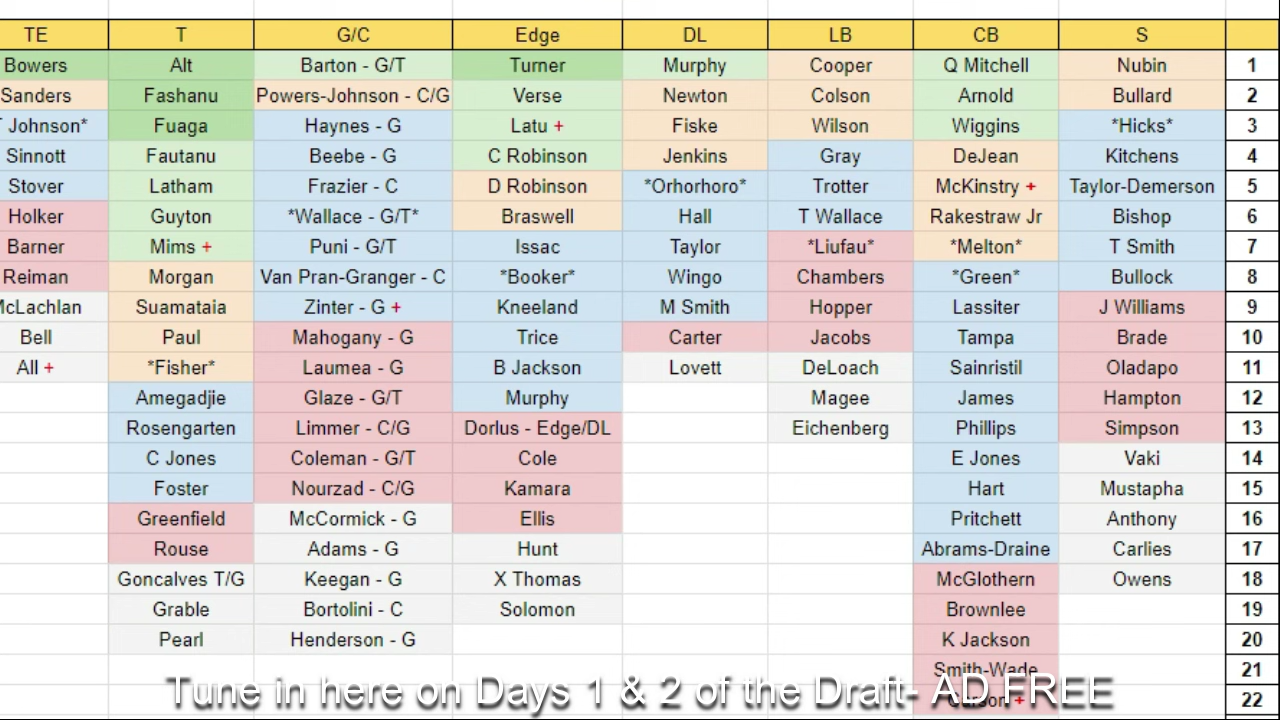 TE T G/C Edge DL LB CB S
Bowers Alt Barton - G/T Turner Murphy Cooper Q Mitchell Nubin 1
Sanders Fashanu Powers-Johnson - C/G Verse Newton Colson Arnold Bullard 2
Johnson* Fuaga Haynes - G Latu + Fiske Wilson Wiggins *Hicks* 3
Sinnott Fautanu Beebe - G C Robinson Jenkins Gray DeJean Kitchens 4
Stover Latham Frazier - C D Robinson *Orhorhoro* Trotter McKinstry + Taylor-Demerson 5
Holker Guyton *Wallace - G/T* Braswell Hall T Wallace Rakestraw Jr Bishop 6
Barner Mims + Puni - G/T Issac Taylor *Liufau* *Melton* T Smith 7
Reiman Morgan Van Pran-Granger - C *Booker* Wingo Chambers *Green* Bullock 8
McLachlan Suamataia Zinter - G + Kneeland M Smith Hopper Lassiter J Williams 9
Bell Paul Mahogany - G Trice Carter Jacobs Tampa Brade 10
All + *Fisher* Laumea - G B Jackson Lovett DeLoach Sainristil Oladapo 11
Amegadjie Glaze - G/T Murphy Magee James Hampton 12
Rosengarten Limmer - C/G Dorlus - Edge/DL Eichenberg Phillips Simpson 13
C Jones Coleman - G/T Cole E Jones Vaki 14
Foster Nourzad - C/G Kamara Hart Mustapha 15
Greenfield McCormick - G Ellis Pritchett Anthony 16
Rouse Adams - G Hunt Abrams-Draine Carlies 17
Goncalves T/G Keegan - G X Thomas McGlothern Owens 18
Grable Bortolini - C Solomon Brownlee 19
Pearl Henderson - G K Jackson 20
Smith-Wade 21
Carson + 22
Tune in here on Days 1 & 2 of the Draft- AD FREE